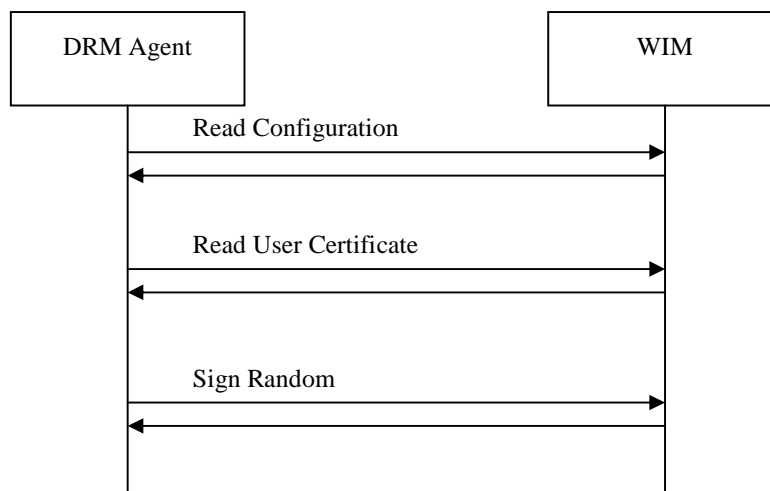 DRM Agent
WIM
Read Configuration
Read User Certificate
Sign Random